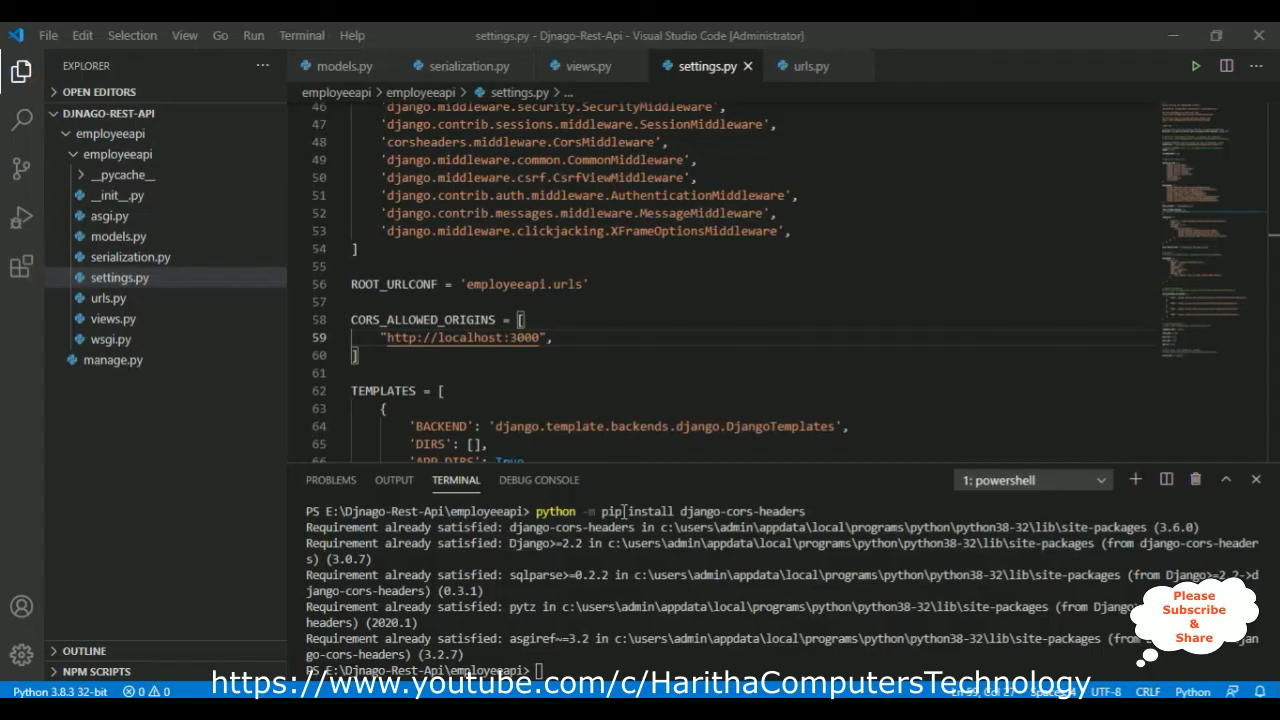 File Edit Selection View Go Run Terminal Help settings.py - Djnago-Rest-Api - Visual Studio Code [Administrator]
EXPLORER ···
OPEN EDITORS
DJNAGO-REST-API
employeeapi
employeeapi
__pycache__
__init__.py
asgi.py
models.py
serialization.py
settings.py
urls.py
views.py
wsgi.py
manage.py
OUTLINE
NPM SCRIPTS
models.py serialization.py views.py settings.py urls.py
employeeapi > employeeapi > settings.py > ...
46 'django.middleware.security.SecurityMiddleware',
47 'django.contrib.sessions.middleware.SessionMiddleware',
48 'corsheaders.middleware.CorsMiddleware',
49 'django.middleware.common.CommonMiddleware',
50 'django.middleware.csrf.CsrfViewMiddleware',
51 'django.contrib.auth.middleware.AuthenticationMiddleware',
52 'django.contrib.messages.middleware.MessageMiddleware',
53 'django.middleware.clickjacking.XFrameOptionsMiddleware',
54 ]
55
56 ROOT_URLCONF = 'employeeapi.urls'
57
58 CORS_ALLOWED_ORIGINS = [
59 "http://localhost:3000",
60 ]
61
62 TEMPLATES = [
63 {
64 'BACKEND': 'django.template.backends.django.DjangoTemplates',
65 'DIRS': [],
66 'APP_DIRS': True,
PROBLEMS OUTPUT TERMINAL DEBUG CONSOLE 1: powershell
PS E:\Djnago-Rest-Api\employeeapi> python -m pip install django-cors-headers
Requirement already satisfied: django-cors-headers in c:\users\admin\appdata\local\programs\python\python38-32\lib\site-packages (3.6.0)
Requirement already satisfied: Django>=2.2 in c:\users\admin\appdata\local\programs\python\python38-32\lib\site-packages (from django-cors-header
s) (3.0.7)
Requirement already satisfied: sqlparse>=0.2.2 in c:\users\admin\appdata\local\programs\python\python38-32\lib\site-packages (from Django>=2.2->d
jango-cors-headers) (0.3.1)
Requirement already satisfied: pytz in c:\users\admin\appdata\local\programs\python\python38-32\lib\site-packages (from
headers) (2020.1)
Requirement already satisfied: asgiref~=3.2 in c:\users\admin\appdata\local\programs\python\python38-32\lib\site-packages
go-cors-headers) (3.2.7)
PS E:\Djnago-Rest-Api\employeeapi>
Please
Subscribe
&
Share
https://www.youtube.com/c/HarithaComputersTechnology
Python 3.8.3 32-bit 0 0 UTF-8 CRLF Python